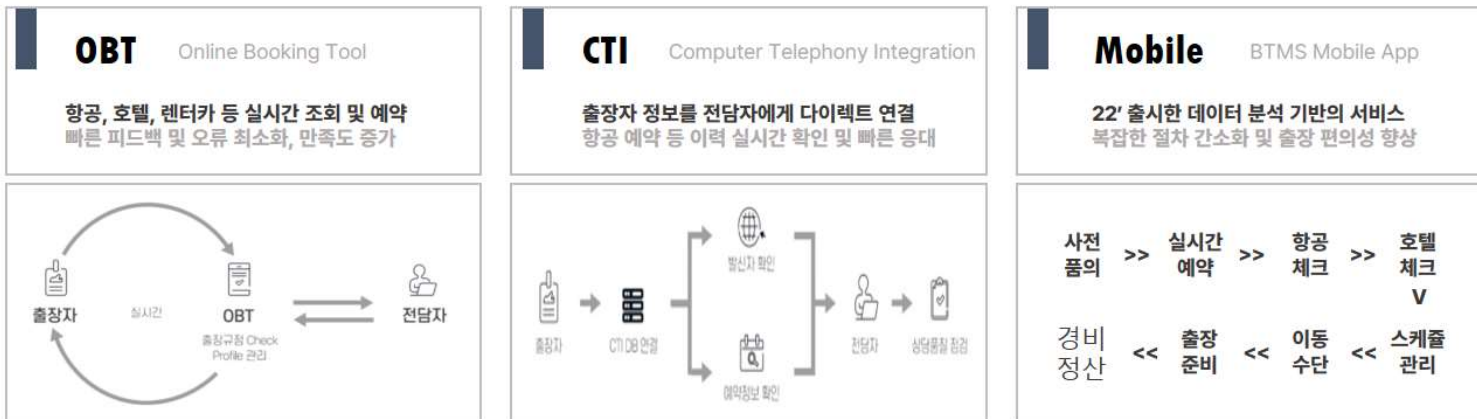 OBT Online Booking Tool
항공, 호텔, 렌터카 등 실시간 조회 및 예약
빠른 피드백 및 오류 최소화, 만족도 증가
출장자
실시간
OBT
출장규정 Check
Profile 관리
전담자
CTI Computer Telephony Integration
출장자 정보를 전담자에게 다이렉트 연결
항공 예약 등 이력 실시간 확인 및 빠른 응대
출장자
CTI DB 연결
발신자 확인
예약정보 확인
전담자
상담품질 점검
Mobile BTMS Mobile App
22’ 출시한 데이터 분석 기반의 서비스
복잡한 절차 간소화 및 출장 편의성 향상
사전 실시간 항공 호텔
품의 >> 예약 >> 체크 >> 체크
V
경비 출장 이동 스케쥴
정산 << 준비 << 수단 << 관리